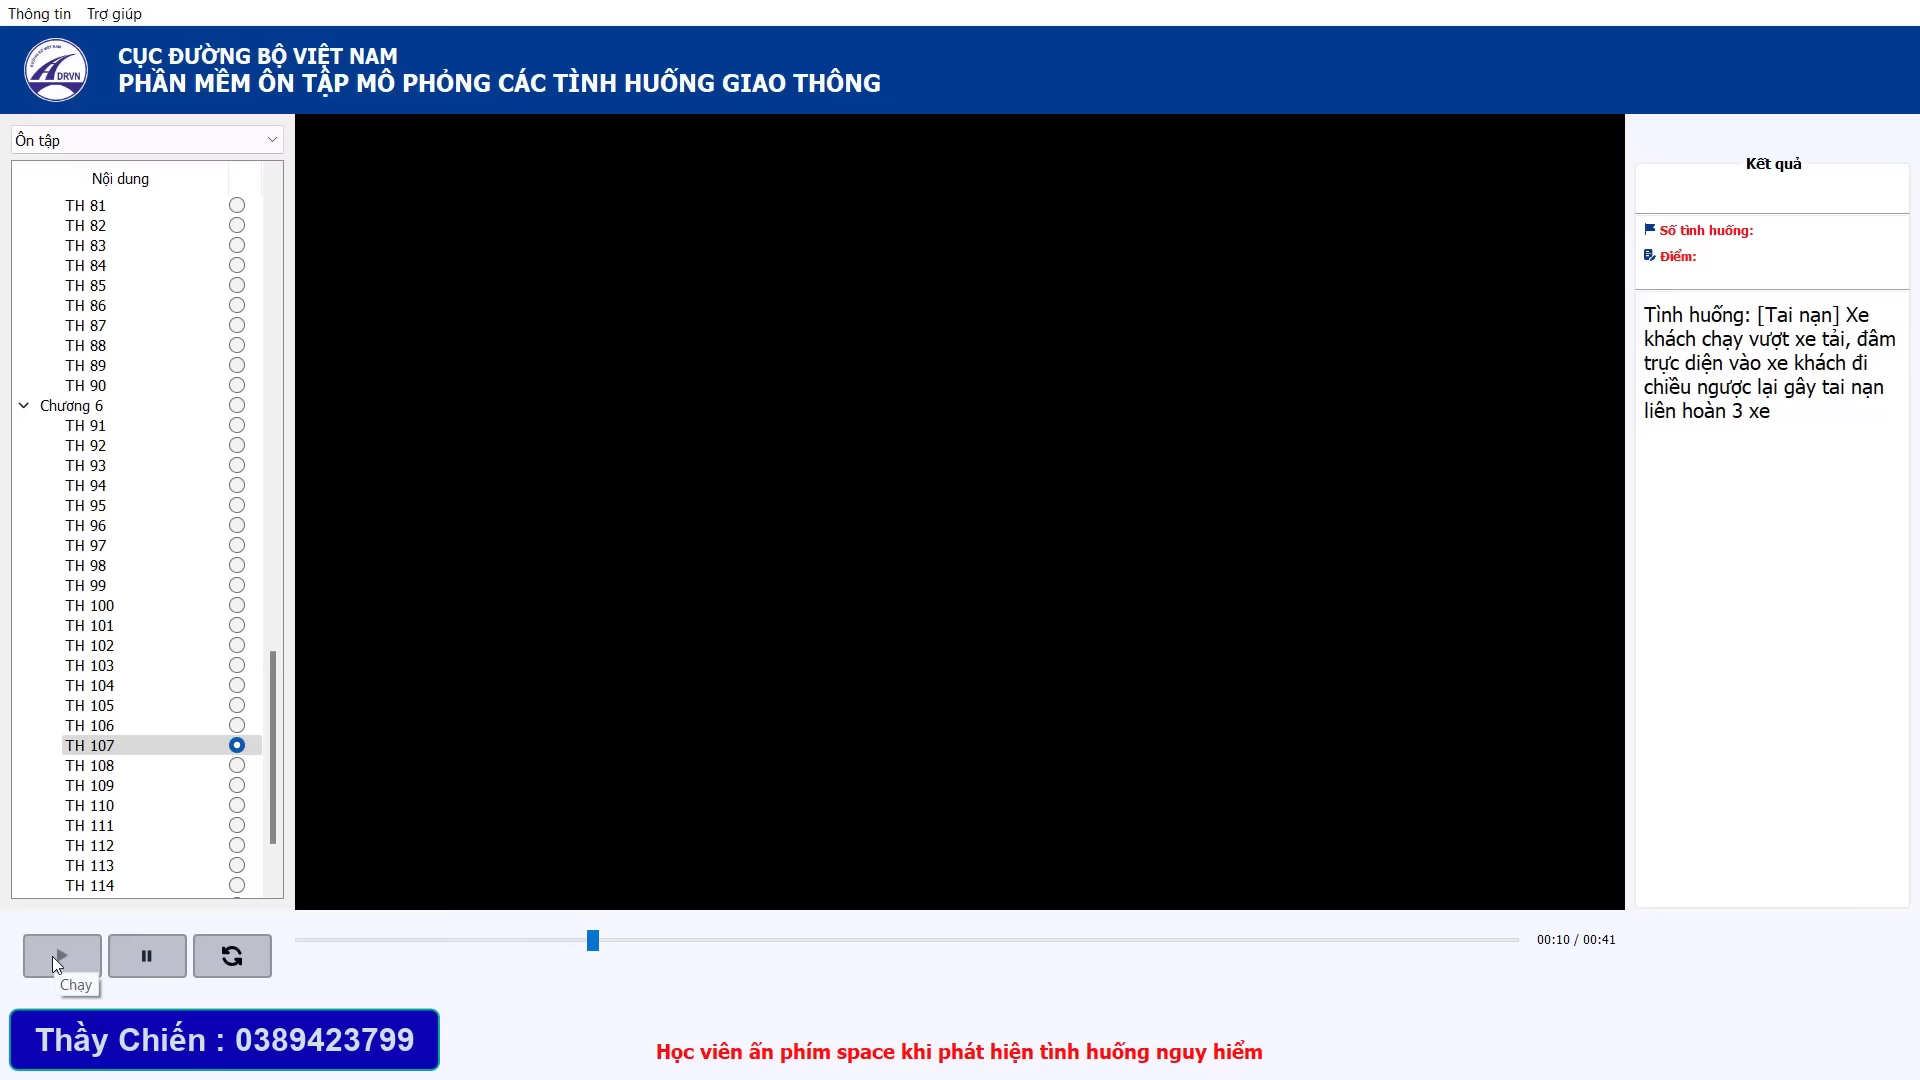 Thông tin Trợ giúp
CỤC ĐƯỜNG BỘ VIỆT NAM
PHẦN MỀM ÔN TẬP MÔ PHỎNG CÁC TÌNH HUỐNG GIAO THÔNG
DRVN
Ôn tập
Nội dung
TH 81
TH 82
TH 83
TH 84
TH 85
TH 86
TH 87
TH 88
TH 89
TH 90
Chương 6
TH 91
TH 92
TH 93
TH 94
TH 95
TH 96
TH 97
TH 98
TH 99
TH 100
TH 101
TH 102
TH 103
TH 104
TH 105
TH 106
TH 107
TH 108
TH 109
TH 110
TH 111
TH 112
TH 113
TH 114
Kết quả
Số tình huống:
Điểm:
Tình huống: [Tai nạn] Xe
khách chạy vượt xe tải, đâm
trực diện vào xe khách đi
chiều ngược lại gây tai nạn
liên hoàn 3 xe
00:10 / 00:41
Chạy
Thầy Chiến : 0389423799
Học viên ấn phím space khi phát hiện tình huống nguy hiểm